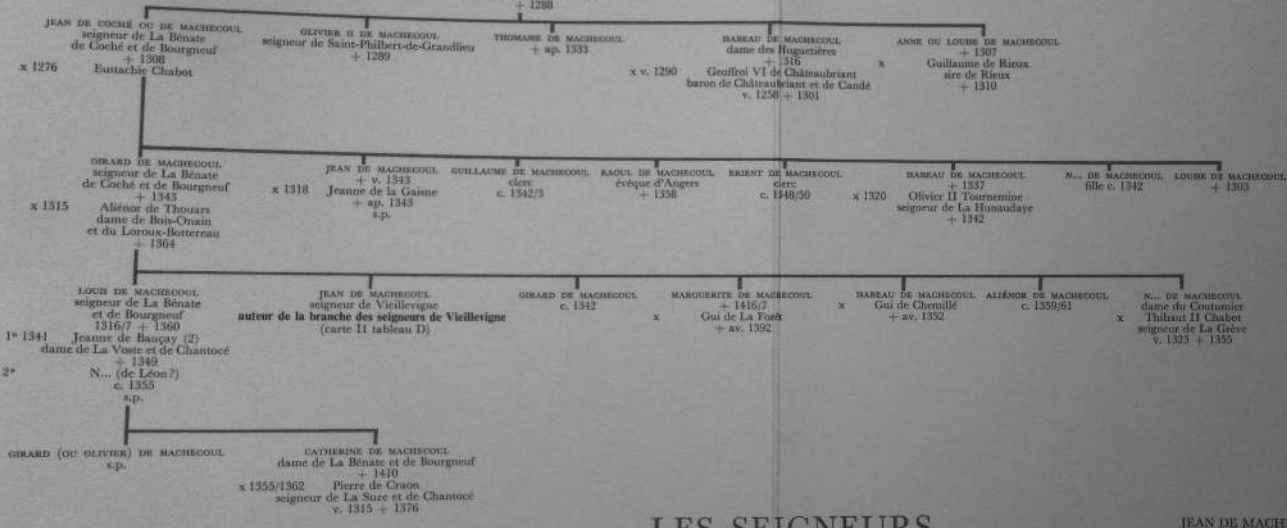 + 1288
JEAN DE COCHÉ OU DE MACHECOUL
seigneur de La Bénate
de Coché et de Bourgneuf
+ 1308
x 1276 Eustachie Chabot
OLIVIER II DE MACHECOUL
seigneur de Saint-Philbert-de-Grandlieu
+ 1289
THOMASE DE MACHECOUL
+ ap. 1333
ISABEAU DE MACHECOUL
dame des Huguetières
+ 1316
x v. 1290 Geoffroi VI de Châteaubriant
baron de Châteaubriant et de Candé
v. 1258 + 1301
ANNE OU LOUISE DE MACHECOUL
+ 1307
x Guillaume de Rieux
sire de Rieux
+ 1310
GIRARD DE MACHECOUL
seigneur de La Bénate
de Coché et de Bourgneuf
+ 1343
x 1315 Aliénor de Thouars
dame de Bois-Onain
et du Loroux-Bottereau
+ 1364
JEAN DE MACHECOUL
+ v. 1343
x 1318 Jeanne de la Gaisne
+ ap. 1343
s.p.
GUILLAUME DE MACHECOUL
clerc
c. 1342/3
RAOUL DE MACHECOUL
évêque d'Angers
+ 1358
BRIENT DE MACHECOUL
clerc
c. 1348/50
ISABEAU DE MACHECOUL
+ 1337
x 1320 Olivier II Tournemine
seigneur de La Hunaudaye
+ 1342
N... DE MACHECOUL
fille c. 1342
LOUISE DE MACHECOUL
+ 1303
LOUIS DE MACHECOUL
seigneur de La Bénate
et de Bourgneuf
1316/7 + 1360
1° 1341 Jeanne de Bauçay (2)
dame de La Voste et de Chantocé
+ 1349
2° N... (de Léon?)
c. 1355
s.p.
JEAN DE MACHECOUL
seigneur de Vieillevigne
auteur de la branche des seigneurs de Vieillevigne
(carte II tableau D)
GIRARD DE MACHECOUL
c. 1342
MARGUERITE DE MACHECOUL
+ 1416/7
x Gui de La Forêt
+ av. 1392
ISABEAU DE MACHECOUL
x Gui de Chemillé
+ av. 1352
ALIÉNOR DE MACHECOUL
c. 1359/61
N... DE MACHECOUL
dame du Coutumier
x Thibaut II Chabot
seigneur de La Grève
v. 1323 + 1355
GIRARD (OU OLIVIER) DE MACHECOUL
s.p.
CATHERINE DE MACHECOUL
dame de La Bénate et de Bourgneuf
+ 1410
x 1355/1362 Pierre de Craon
seigneur de La Suze et de Chantocé
v. 1315 + 1376
LES SEIGNEURS
JEAN DE MACH